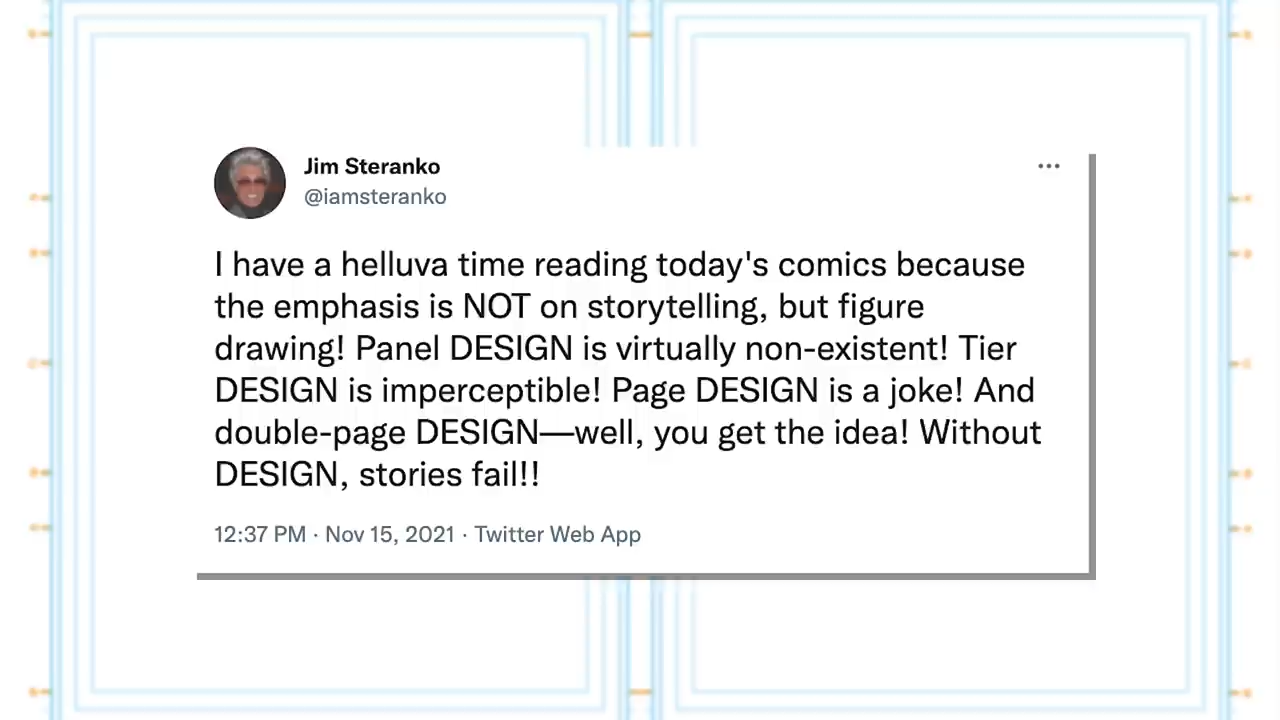 Jim Steranko
@iamsteranko
I have a helluva time reading today's comics because
the emphasis is NOT on storytelling, but figure
drawing! Panel DESIGN is virtually non-existent! Tier
DESIGN is imperceptible! Page DESIGN is a joke! And
double-page DESIGN—well, you get the idea! Without
DESIGN, stories fail!!
12:37 PM · Nov 15, 2021 · Twitter Web App